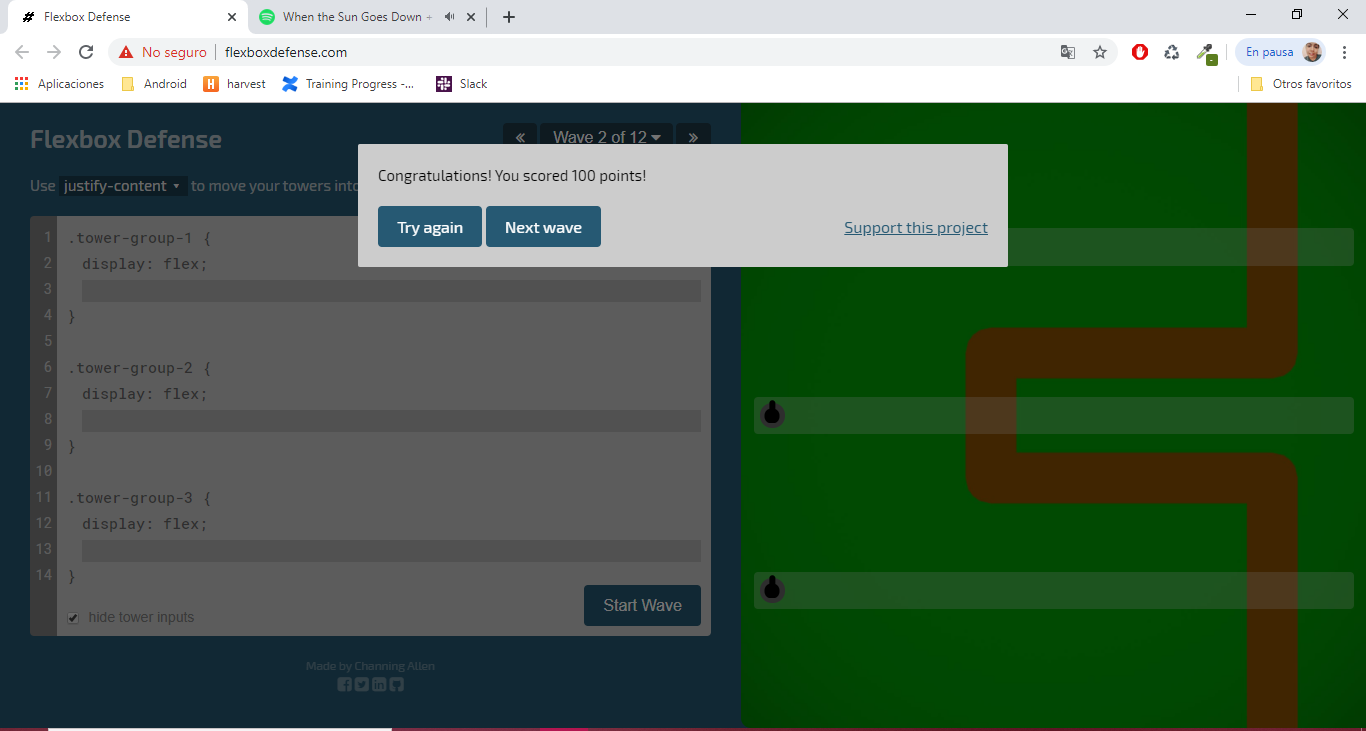 Flexbox Defense
When the Sun Goes Down
No seguro
flexboxdefense.com
En pausa
Aplicaciones
Android
harvest
Training Progress -...
Slack
Otros favoritos
Flexbox Defense
« Wave 2 of 12 »
Use justify-content to move your towers into
Congratulations! You scored 100 points!
Try again
Next wave
Support this project
1 .tower-group-1 {
2 display: flex;
3
4 }
5
6 .tower-group-2 {
7 display: flex;
8
9 }
10
11 .tower-group-3 {
12 display: flex;
13
14 }
hide tower inputs
Start Wave
Made by Channing Allen